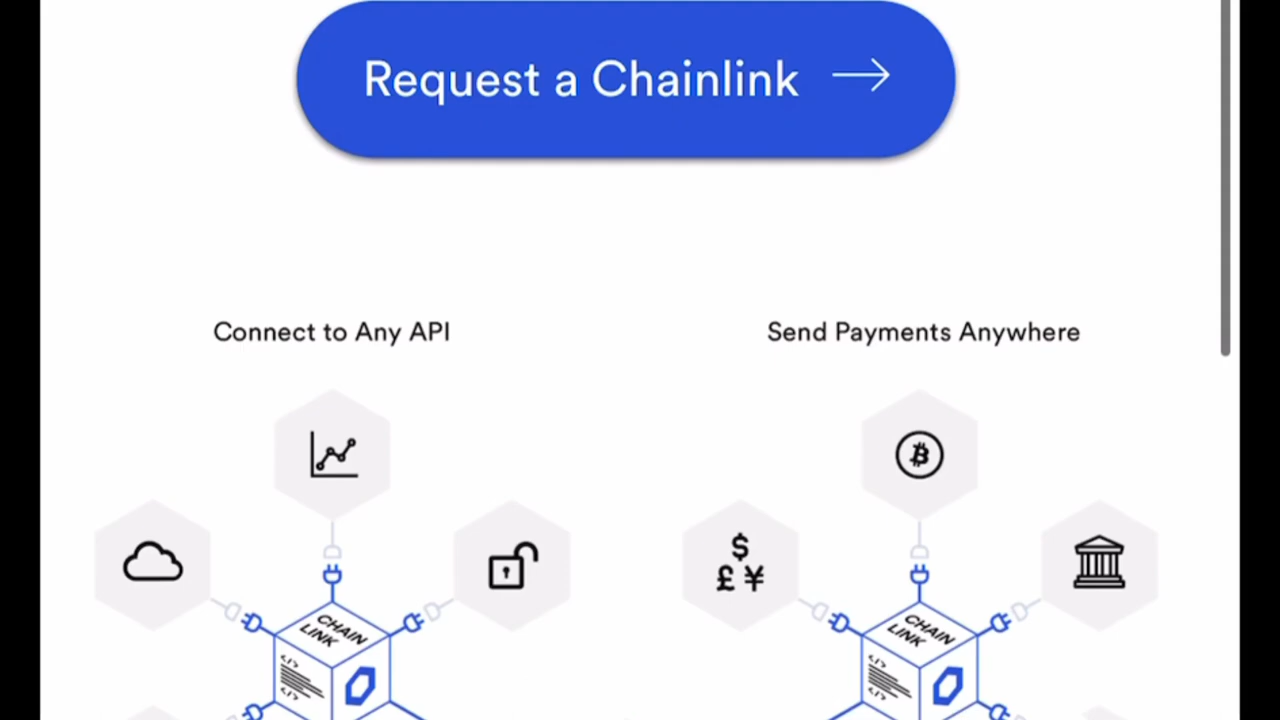 Request a Chainlink
Connect to Any API
Send Payments Anywhere
$
£ ¥
CHAIN
LINK
</>
</>
CHAIN
LINK
</>
</>